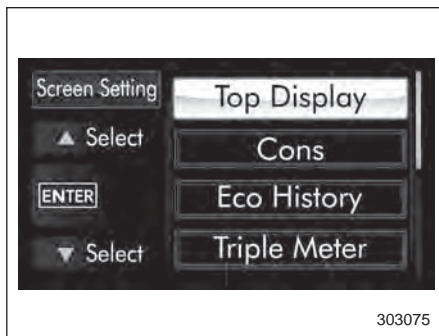 Screen Setting
Top Display
▲ Select
Cons
ENTER
Eco History
▼ Select
Triple Meter
303075